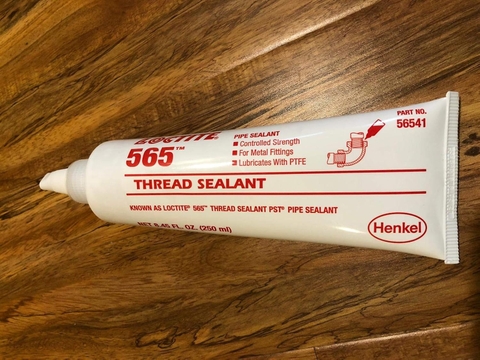 LOCTITE®
565™
PIPE SEALANT
■ Controlled Strength
■ For Metal Fittings
■ Lubricates With PTFE
PART NO.
56541
THREAD SEALANT
KNOWN AS LOCTITE® 565™ THREAD SEALANT PST® PIPE SEALANT
NET 8.45 FL. OZ. (250 ml)
Henkel